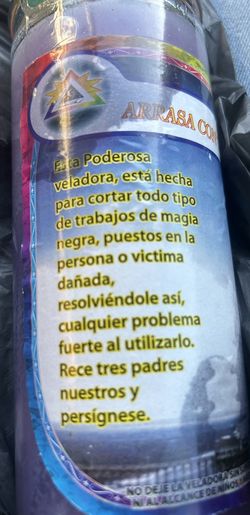 ARRASA CON
Esta Poderosa
veladora, está hecha
para cortar todo tipo
de trabajos de magia
negra, puestos en la
persona o victima
dañada,
resolviéndole así,
cualquier problema
fuerte al utilizarlo.
Rece tres padres
nuestros y
persígnese.
NO DEJE LA VELADORA SIN
NI AL ALCANCE DE NIÑOS